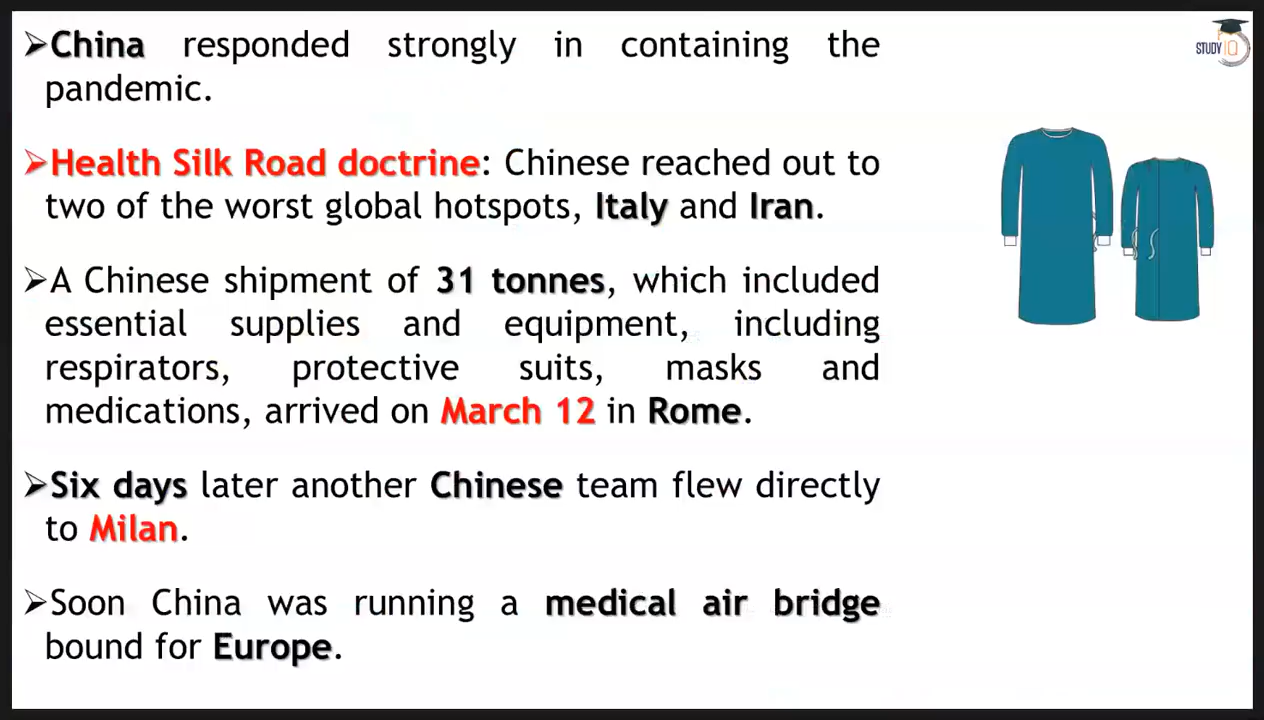 ➢China responded strongly in containing the
pandemic.
➢Health Silk Road doctrine: Chinese reached out to
two of the worst global hotspots, Italy and Iran.
➢A Chinese shipment of 31 tonnes, which included
essential supplies and equipment, including
respirators, protective suits, masks and
medications, arrived on March 12 in Rome.
➢Six days later another Chinese team flew directly
to Milan.
➢Soon China was running a medical air bridge
bound for Europe.
STUDY IQ